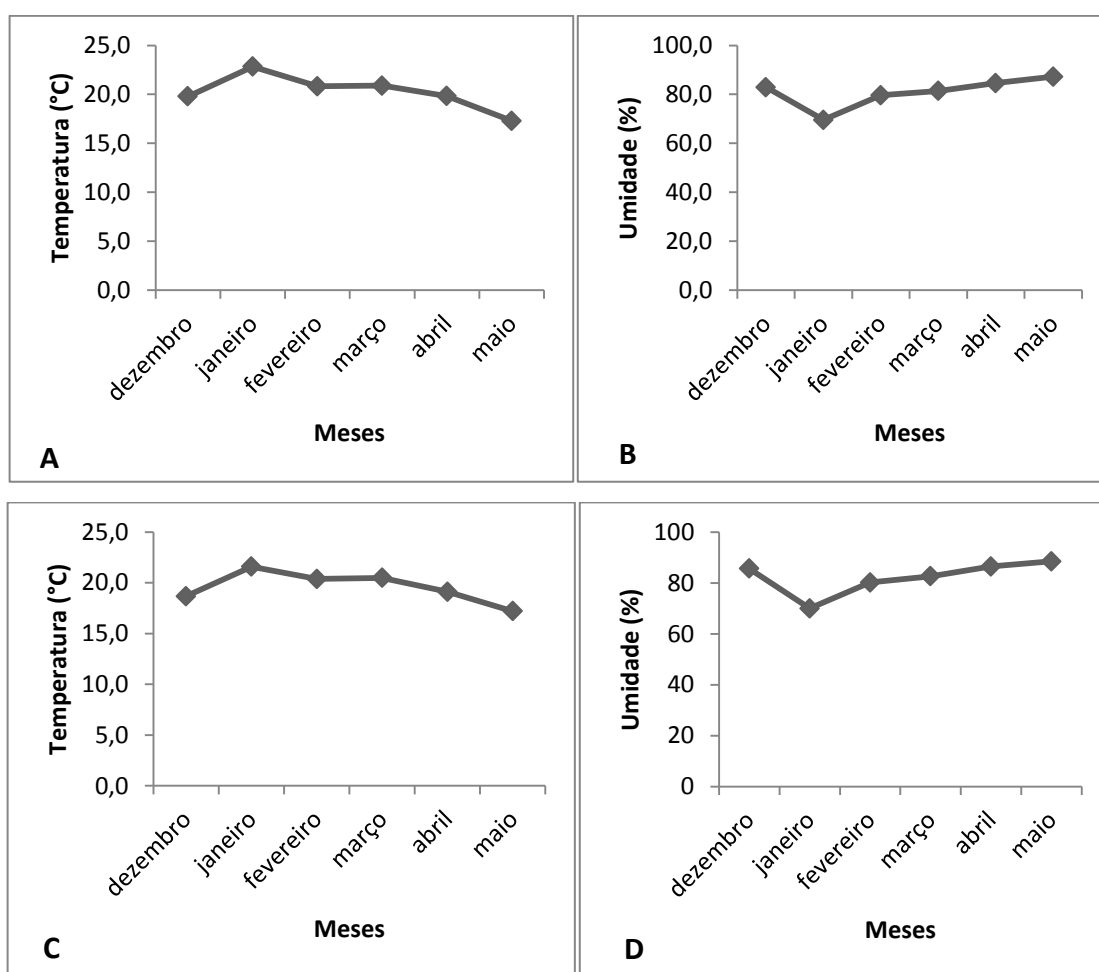 Temperatura (°C)
25,0
20,0
15,0
10,0
5,0
0,0
dezembro
janeiro
fevereiro
março
abril
maio
Meses
A
Umidade (%)
100,0
80,0
60,0
40,0
20,0
0,0
dezembro
janeiro
fevereiro
março
abril
maio
Meses
B
Temperatura (°C)
25,0
20,0
15,0
10,0
5,0
0,0
dezembro
janeiro
fevereiro
março
abril
maio
Meses
C
Umidade (%)
100
80
60
40
20
0
dezembro
janeiro
fevereiro
março
abril
maio
Meses
D